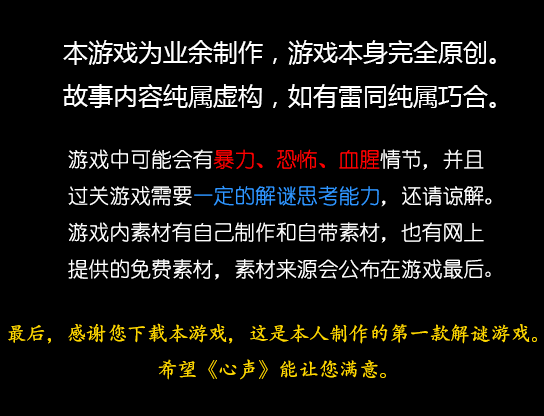 本游戏为业余制作，游戏本身完全原创。
故事内容纯属虚构，如有雷同纯属巧合。
游戏中可能会有暴力、恐怖、血腥情节，并且
过关游戏需要一定的解谜思考能力，还请谅解。
游戏内素材有自己制作和自带素材，也有网上
提供的免费素材，素材来源会公布在游戏最后。
最后，感谢您下载本游戏，这是本人制作的第一款解谜游戏。
希望《心声》能让您满意。